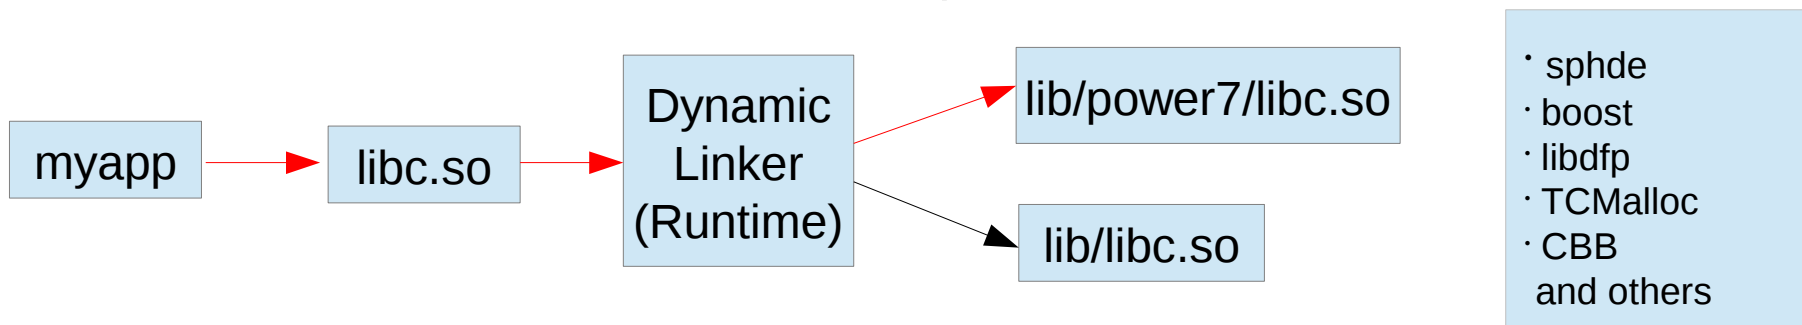 myapp
libc.so
Dynamic
Linker
(Runtime)
lib/power7/libc.so
lib/libc.so
· sphde
· boost
· libdfp
· TCMalloc
· CBB
and others